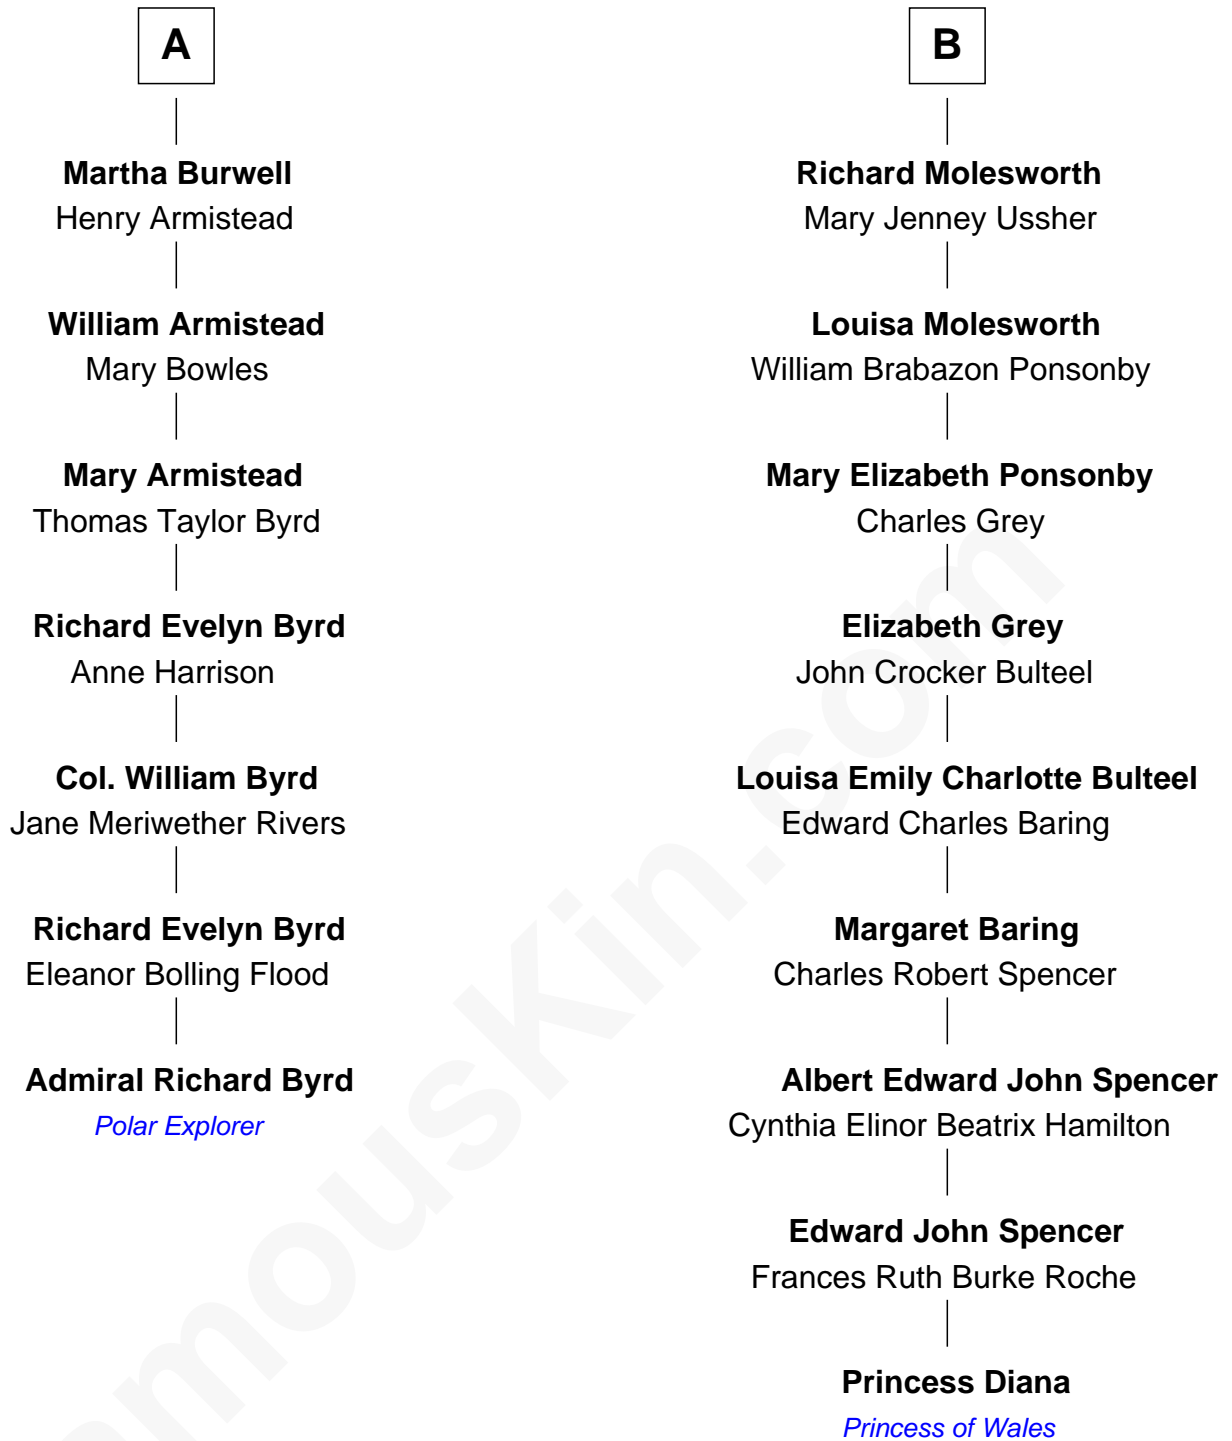 A
Martha Burwell
Henry Armistead
William Armistead
Mary Bowles
Mary Armistead
Thomas Taylor Byrd
Richard Evelyn Byrd
Anne Harrison
Col. William Byrd
Jane Meriwether Rivers
Richard Evelyn Byrd
Eleanor Bolling Flood
Admiral Richard Byrd
Polar Explorer
B
Richard Molesworth
Mary Jenney Ussher
Louisa Molesworth
William Brabazon Ponsonby
Mary Elizabeth Ponsonby
Charles Grey
Elizabeth Grey
John Crocker Bulteel
Louisa Emily Charlotte Bulteel
Edward Charles Baring
Margaret Baring
Charles Robert Spencer
Albert Edward John Spencer
Cynthia Elinor Beatrix Hamilton
Edward John Spencer
Frances Ruth Burke Roche
Princess Diana
Princess of Wales
amousKin.com